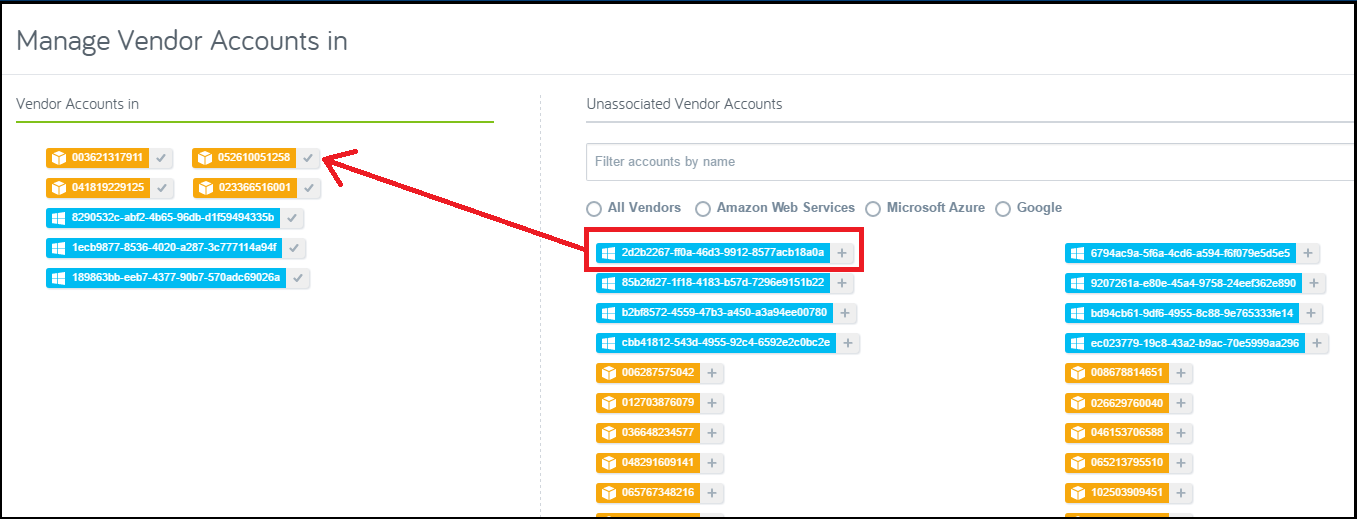 Manage Vendor Accounts in
Vendor Accounts in
003621317911 052610051258
041819229125 023366516001
8290532c-abf2-4b65-96db-d1f59494335b
1ecb9877-8536-4020-a287-3c777114a94f
189863bb-eeb7-4377-90b7-570adc69026a
Unassociated Vendor Accounts
Filter accounts by name
All Vendors Amazon Web Services Microsoft Azure Google
2d2b2267-ff0a-46d3-9912-8577acb18a0a + 6794ac9a-5f6a-4cd6-a594-f6f079e5d5e5 +
85b2fd27-1f18-4183-b57d-7296e9151b22 + 9207261a-e80e-45a4-9758-24eef362e890 +
b2bf8572-4559-47b3-a450-a3a94ee00780 + bd94cb61-9df6-4955-8c88-9e765333fe14 +
cbb41812-543d-4955-92c4-6592e2c0bc2e + ec023779-19c8-43a2-b9ac-70e5999aa296 +
006287575042 + 008678814651 +
012703876079 + 026629760040 +
036648234577 + 046153706588 +
048291609141 + 065213795510 +
065767348216 + 102503909451 +